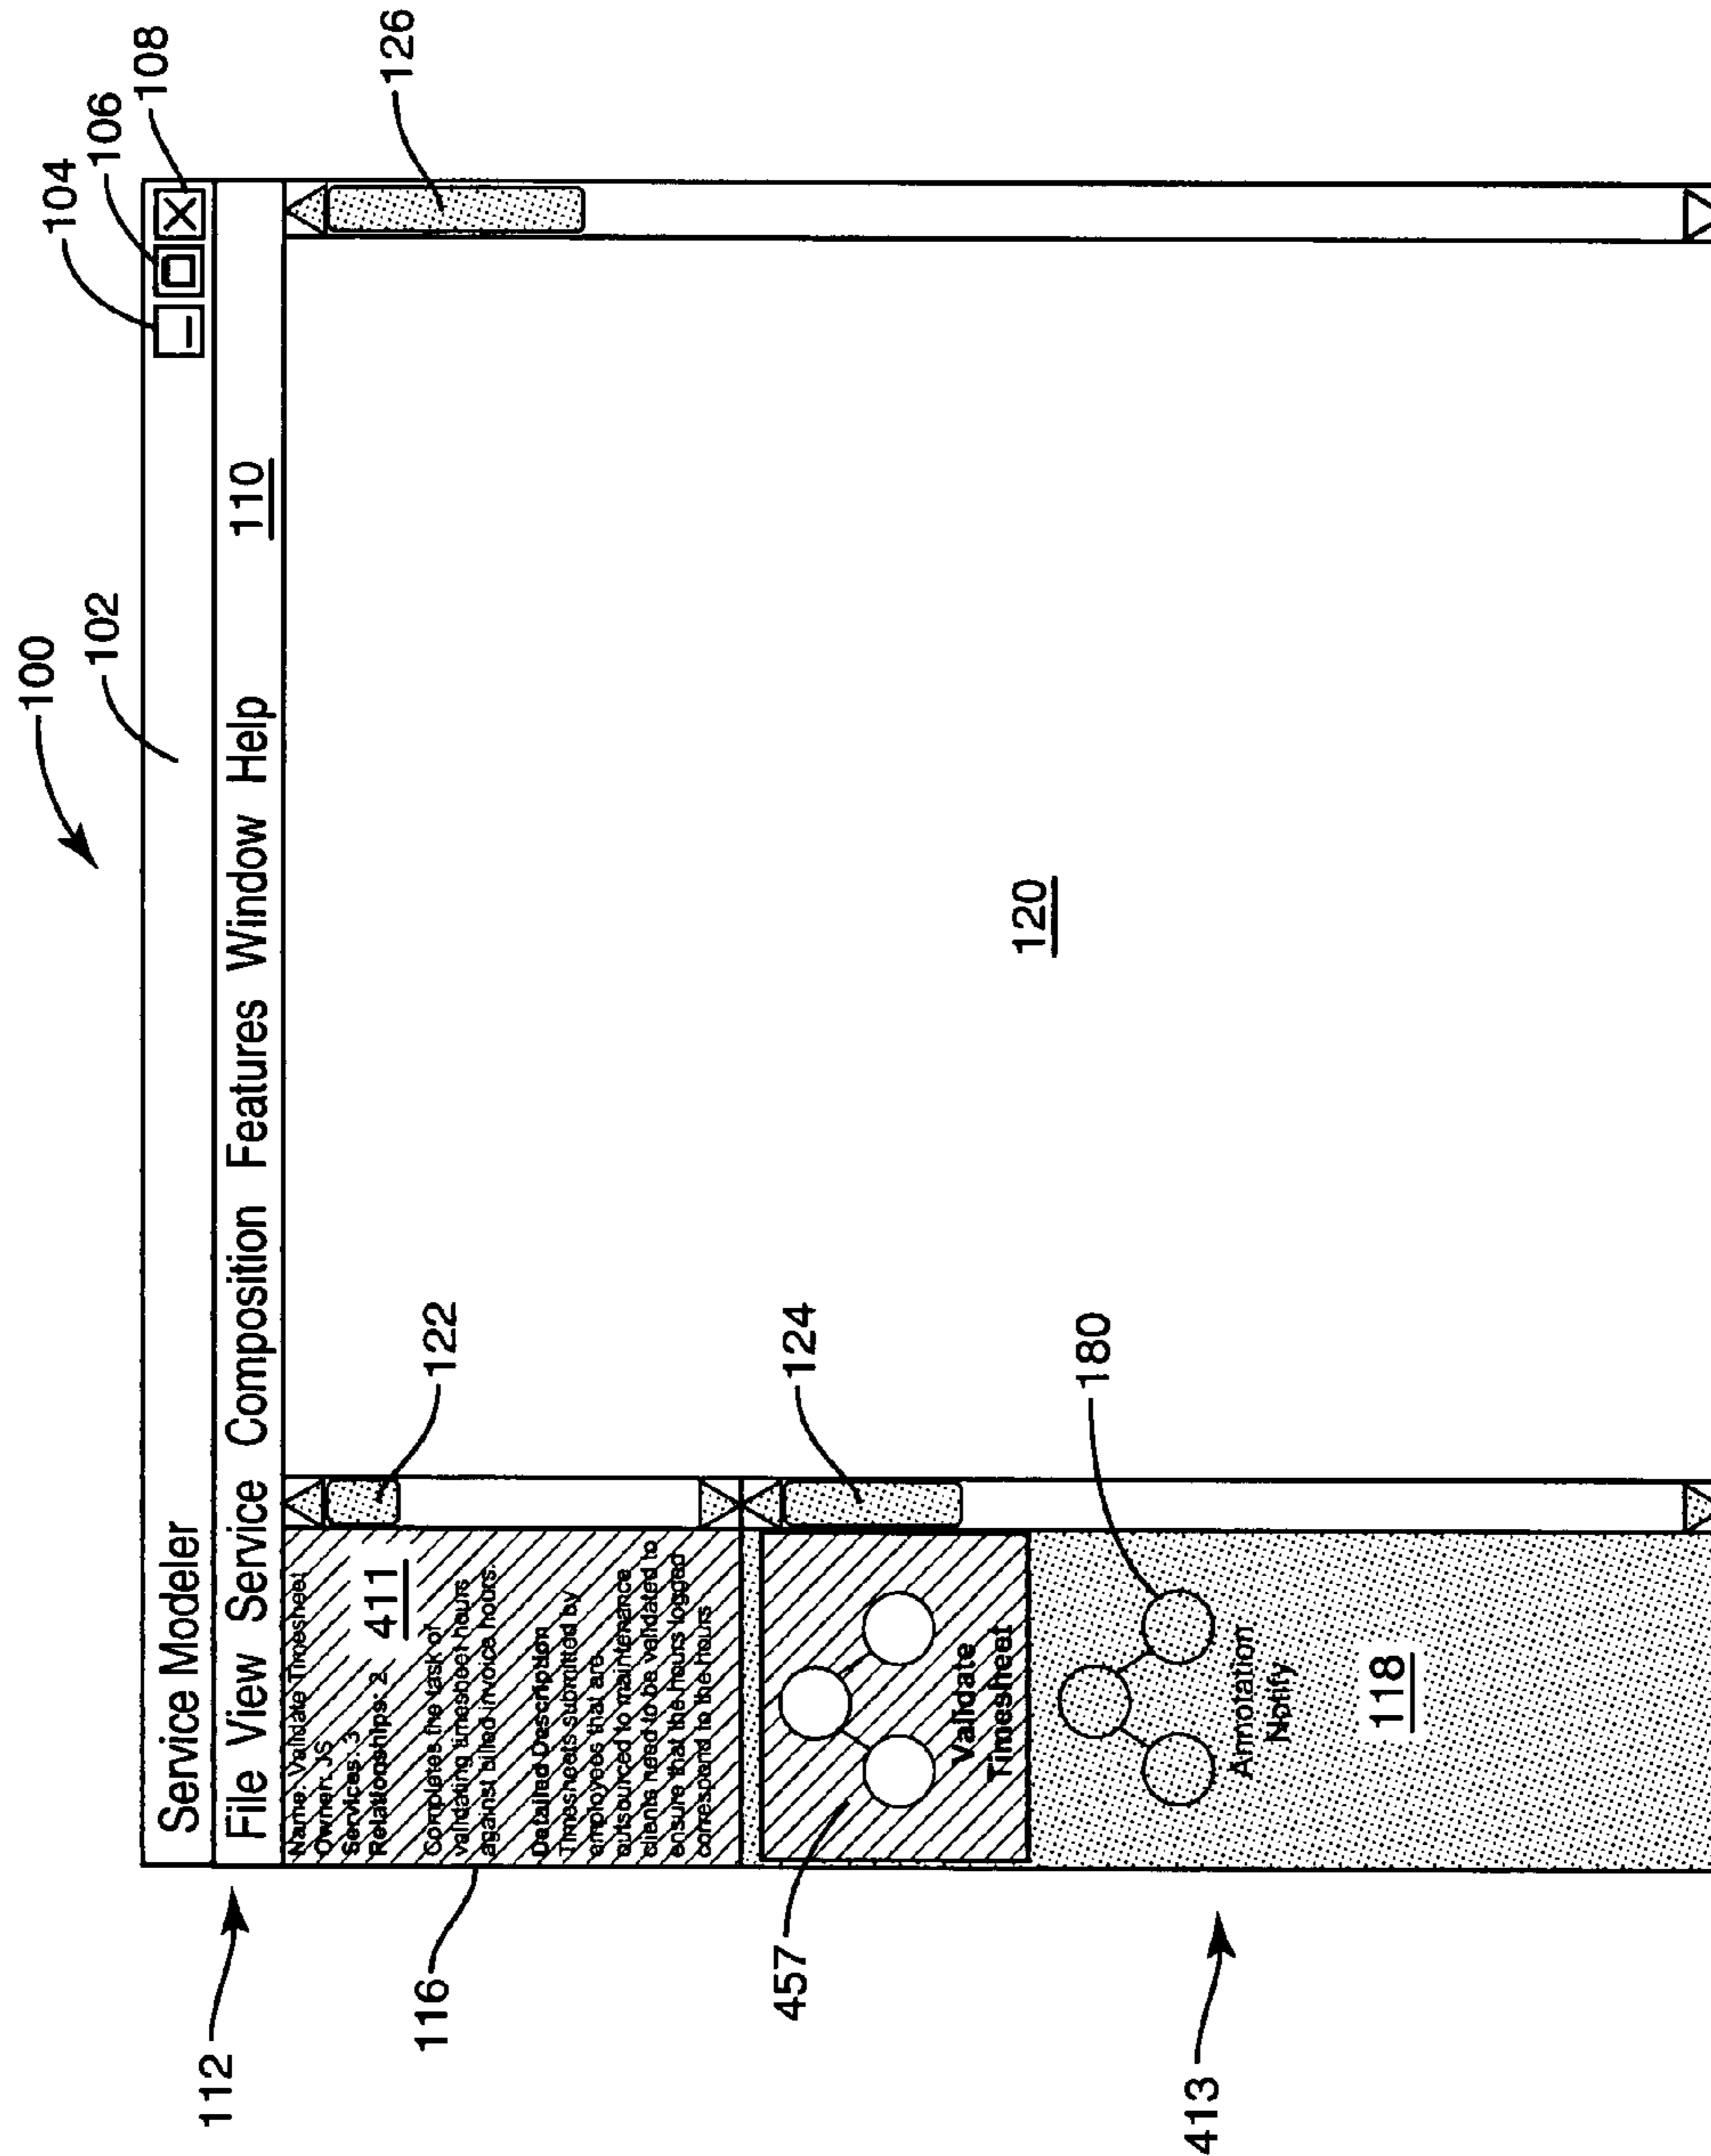 100
102
104
106
108
Service Modeler
112
File View Service Composition Features Window Help 110
126
116
Name: Validate Timesheet
Owner: JS
Services: 3
Relationships: 2
411
Completes the task of
validating timesheet hours
against billed invoice hours.
Detailed Description
Timesheets submitted by
employees that are
outsourced to maintenance
clients need to be validated to
ensure that the hours logged
correspond to the hours
122
457
Validate
Timesheet
124
120
180
Annotation
Notify
413
118